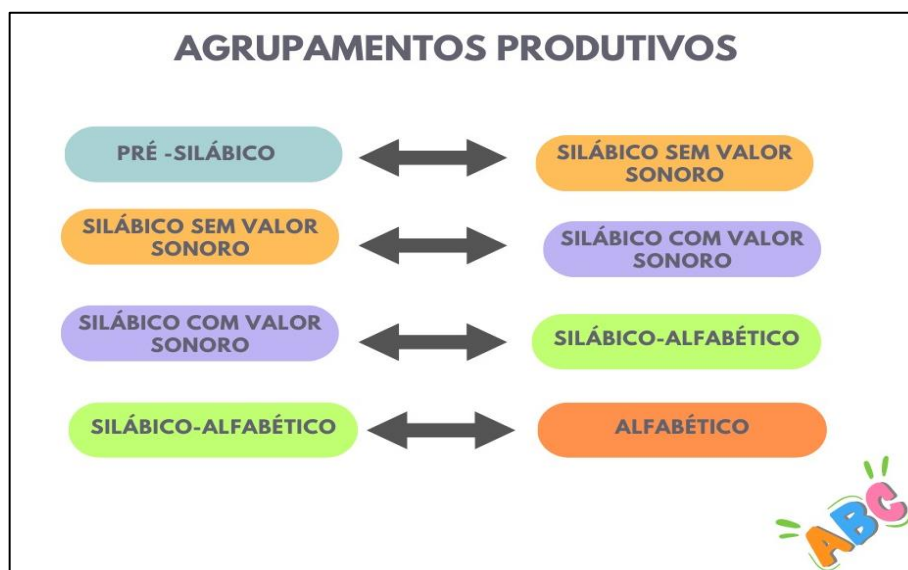 AGRUPAMENTOS PRODUTIVOS
PRÉ -SILÁBICO
SILÁBICO SEM VALOR
SONORO
SILÁBICO SEM VALOR
SONORO
SILÁBICO COM VALOR
SONORO
SILÁBICO COM VALOR
SONORO
SILÁBICO-ALFABÉTICO
SILÁBICO-ALFABÉTICO
ALFABÉTICO
ABC